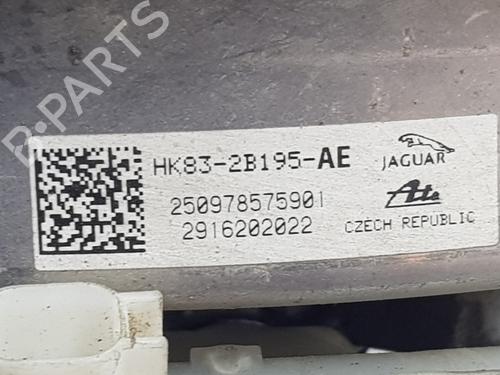 B-PARTS
HK83-2B195-AE
JAGUAR
250978575901
Ate
2916202022
CZECH REPUBLIC